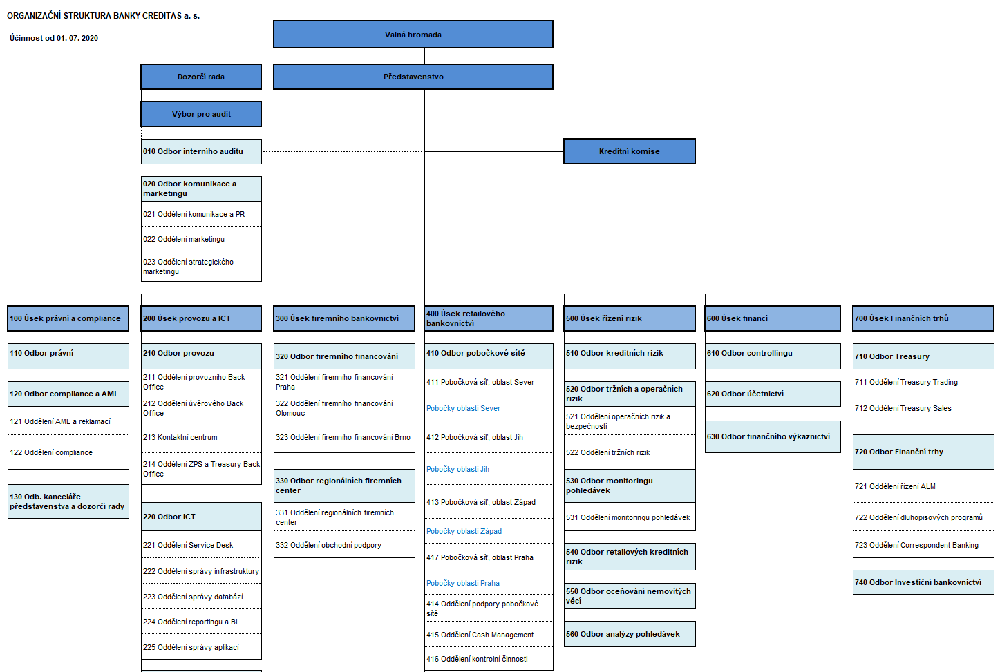 ORGANIZAČNÍ STRUKTURA BANKY CREDITAS a. s.
Účinnost od 01. 07. 2020
Valná hromada
Dozorčí rada
Představenstvo
Výbor pro audit
010 Odbor interního auditu
Kreditní komise
020 Odbor komunikace a
marketingu
021 Oddělení komunikace a PR
022 Oddělení marketingu
023 Oddělení strategického
marketingu
100 Úsek právní a compliance
110 Odbor právní
120 Odbor compliance a AML
121 Oddělení AML a reklamací
122 Oddělení compliance
130 Odb. kanceláře
představenstva a dozorčí rady
200 Úsek provozu a ICT
210 Odbor provozu
211 Oddělení provozního Back
Office
212 Oddělení úvěrového Back
Office
213 Kontaktní centrum
214 Oddělení ZPS a Treasury Back
Office
220 Odbor ICT
221 Oddělení Service Desk
222 Oddělení správy infrastruktury
223 Oddělení správy databází
224 Oddělení reportingu a BI
225 Oddělení správy aplikací
300 Úsek firemního bankovnictví
320 Odbor firemního financování
321 Oddělení firemního financování
Praha
322 Oddělení firemního financování
Olomouc
323 Oddělení firemního financování Brno
330 Odbor regionálních firemních
center
331 Oddělení regionálních firemních
center
332 Oddělení obchodní podpory
400 Úsek retailového
bankovnictví
410 Odbor pobočkové sítě
411 Pobočková síť, oblast Sever
Pobočky oblasti Sever
412 Pobočková síť, oblast Jih
Pobočky oblasti Jih
413 Pobočková síť, oblast Západ
Pobočky oblasti Západ
417 Pobočková síť, oblast Praha
Pobočky oblasti Praha
414 Oddělení podpory pobočkové
sítě
415 Oddělení Cash Management
416 Oddělení kontrolní činnosti
500 Úsek řízení rizik
510 Odbor kreditních rizik
520 Odbor tržních a operačních
rizik
521 Oddělení operačních rizik a
bezpečnosti
522 Oddělení tržních rizik
530 Odbor monitoringu
pohledávek
531 Oddělení monitoringu pohledávek
540 Odbor retailových kreditních
rizik
550 Odbor oceňování nemovitých
věcí
560 Odbor analýzy pohledávek
600 Úsek financí
610 Odbor controllingu
620 Odbor účetnictví
630 Odbor finančního výkaznictví
700 Úsek Finančních trhů
710 Odbor Treasury
711 Oddělení Treasury Trading
712 Oddělení Treasury Sales
720 Odbor Finanční trhy
721 Oddělení řízení ALM
722 Oddělení dluhopisových programů
723 Oddělení Correspondent Banking
740 Odbor Investiční bankovnictví